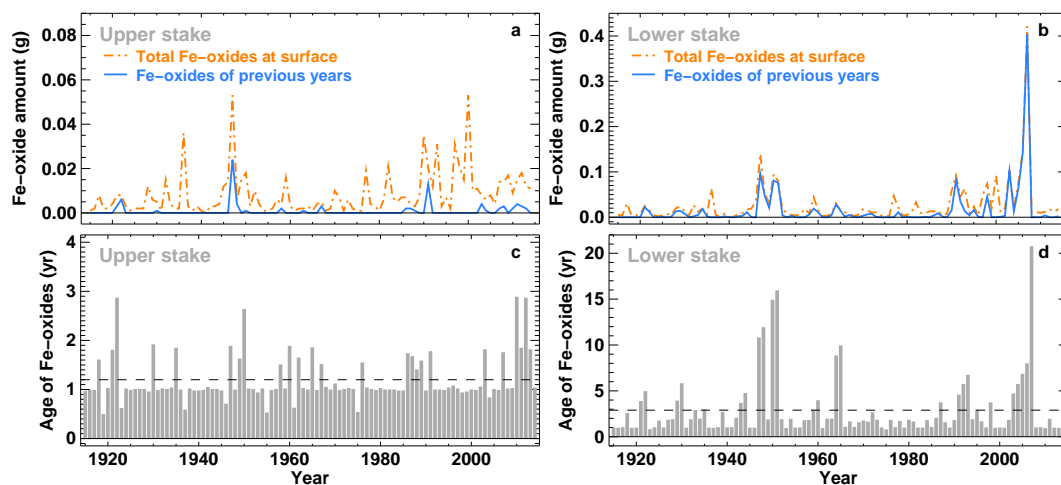 Upper stake
a
Total Fe-oxides at surface
Fe-oxides of previous years
Fe-oxide amount (g)
0.08
0.06
0.04
0.02
0.00
Lower stake
b
Total Fe-oxides at surface
Fe-oxides of previous years
Fe-oxide amount (g)
0.4
0.3
0.2
0.1
0.0
Upper stake
c
Age of Fe-oxides (yr)
4
3
2
1
0
1920 1940 1960 1980 2000
Year
Lower stake
d
Age of Fe-oxides (yr)
20
15
10
5
0
1920 1940 1960 1980 2000
Year